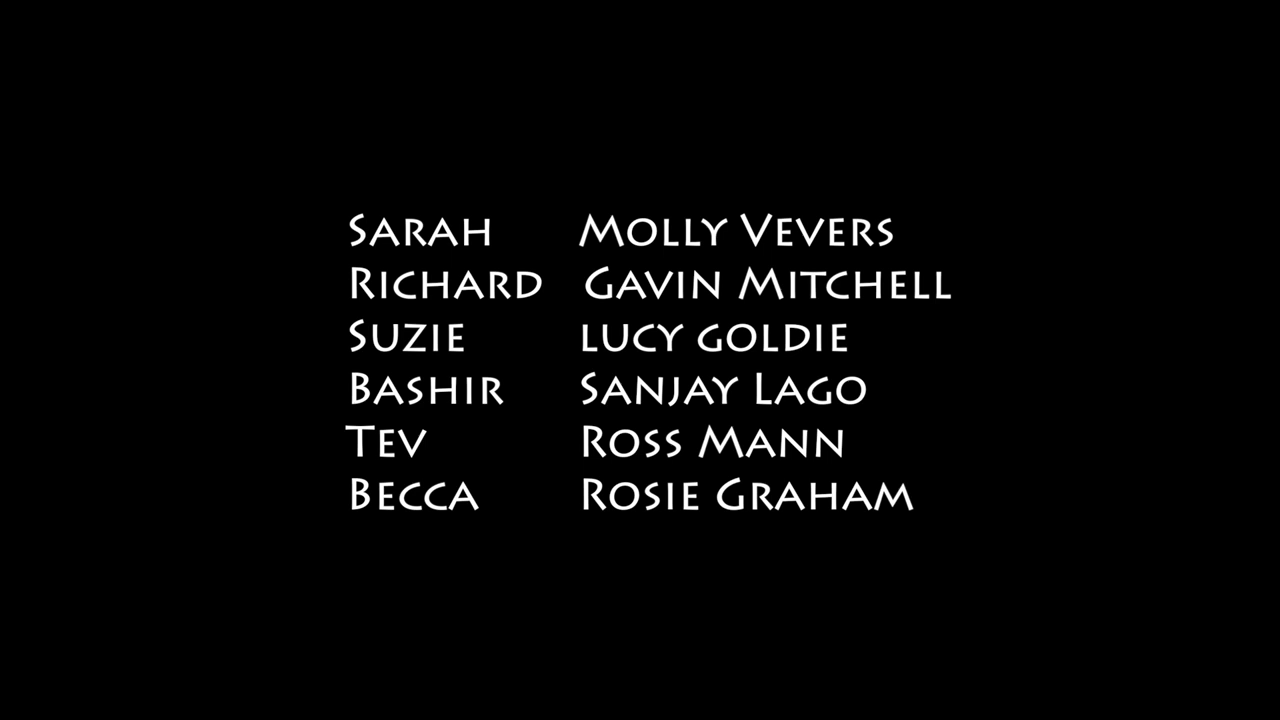 Sarah Molly Vevers
Richard Gavin Mitchell
Suzie lucy goldie
Bashir Sanjay Lago
Tev Ross Mann
Becca Rosie Graham